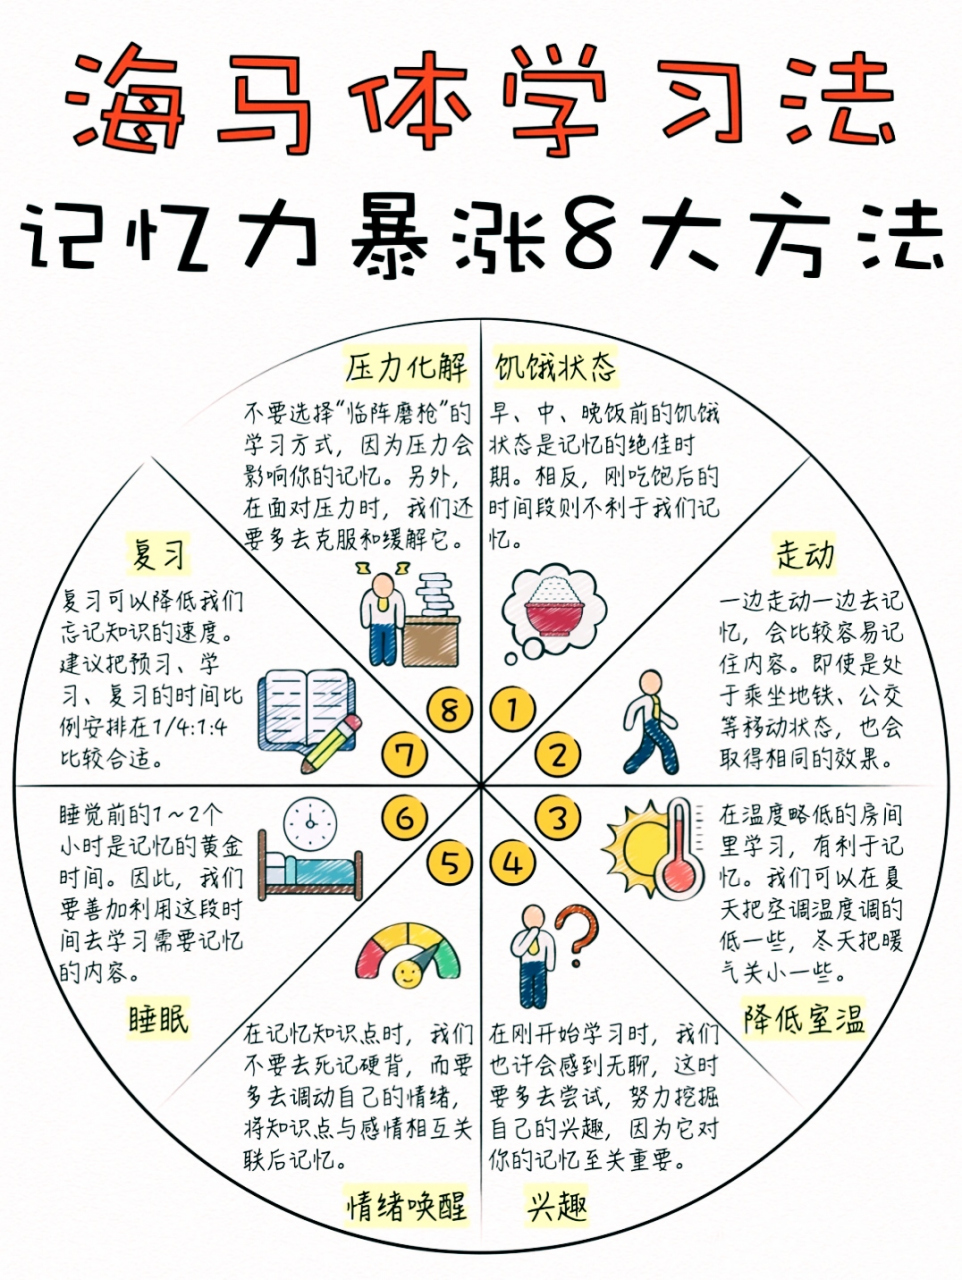 海马体学习法
记忆力暴涨8大方法
压力化解
不要选择“临阵磨枪”的
学习方式，因为压力会
影响你的记忆。另外，
在面对压力时，我们还
要多去克服和缓解它。
8
饥饿状态
早、中、晚饭前的饥饿
状态是记忆的绝佳时
期。相反，刚吃饱后的
时间段则不利于我们记
忆。
1
复习
复习可以降低我们
忘记知识的速度。
建议把预习、学
习、复习的时间比
例安排在1/4:1:4
比较合适。
7
走动
一边走动一边去记
忆，会比较容易记
住内容。即使是处
于乘坐地铁、公交
等移动状态，也会
取得相同的效果。
2
睡觉前的1～2个
小时是记忆的黄金
时间。因此，我们
要善加利用这段时
间去学习需要记忆
的内容。
睡眠
6
3
在温度略低的房间
里学习，有利于记
忆。我们可以在夏
天把空调温度调的
低一些，冬天把暖
气关小一些。
降低室温
5
在记忆知识点时，我们
不要去死记硬背，而要
多去调动自己的情绪，
将知识点与感情相互关
联后记忆。
情绪唤醒
4
在刚开始学习时，我们
也许会感到无聊，这时
要多去尝试，努力挖掘
自己的兴趣，因为它对
你的记忆至关重要。
兴趣